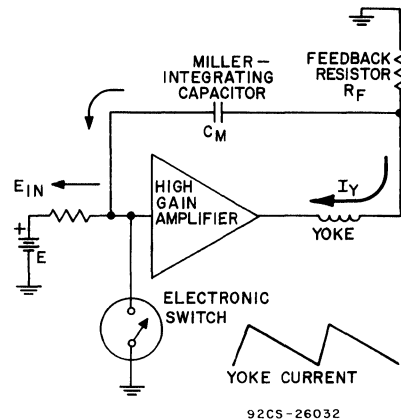 MILLER–
INTEGRATING
CAPACITOR
FEEDBACK
RESISTOR
RF
CM
EIN
HIGH
GAIN
AMPLIFIER
IY
YOKE
+
E
ELECTRONIC
SWITCH
YOKE CURRENT
92CS-26032